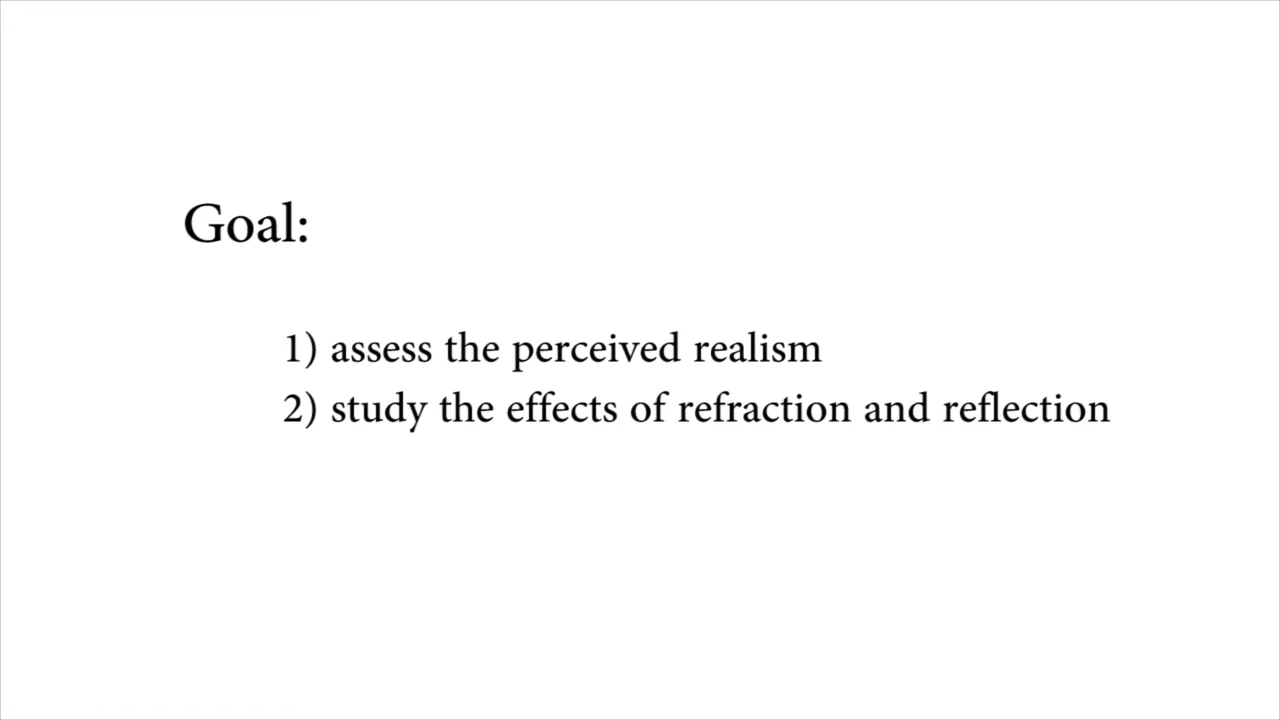 Goal:
1) assess the perceived realism
2) study the effects of refraction and reflection